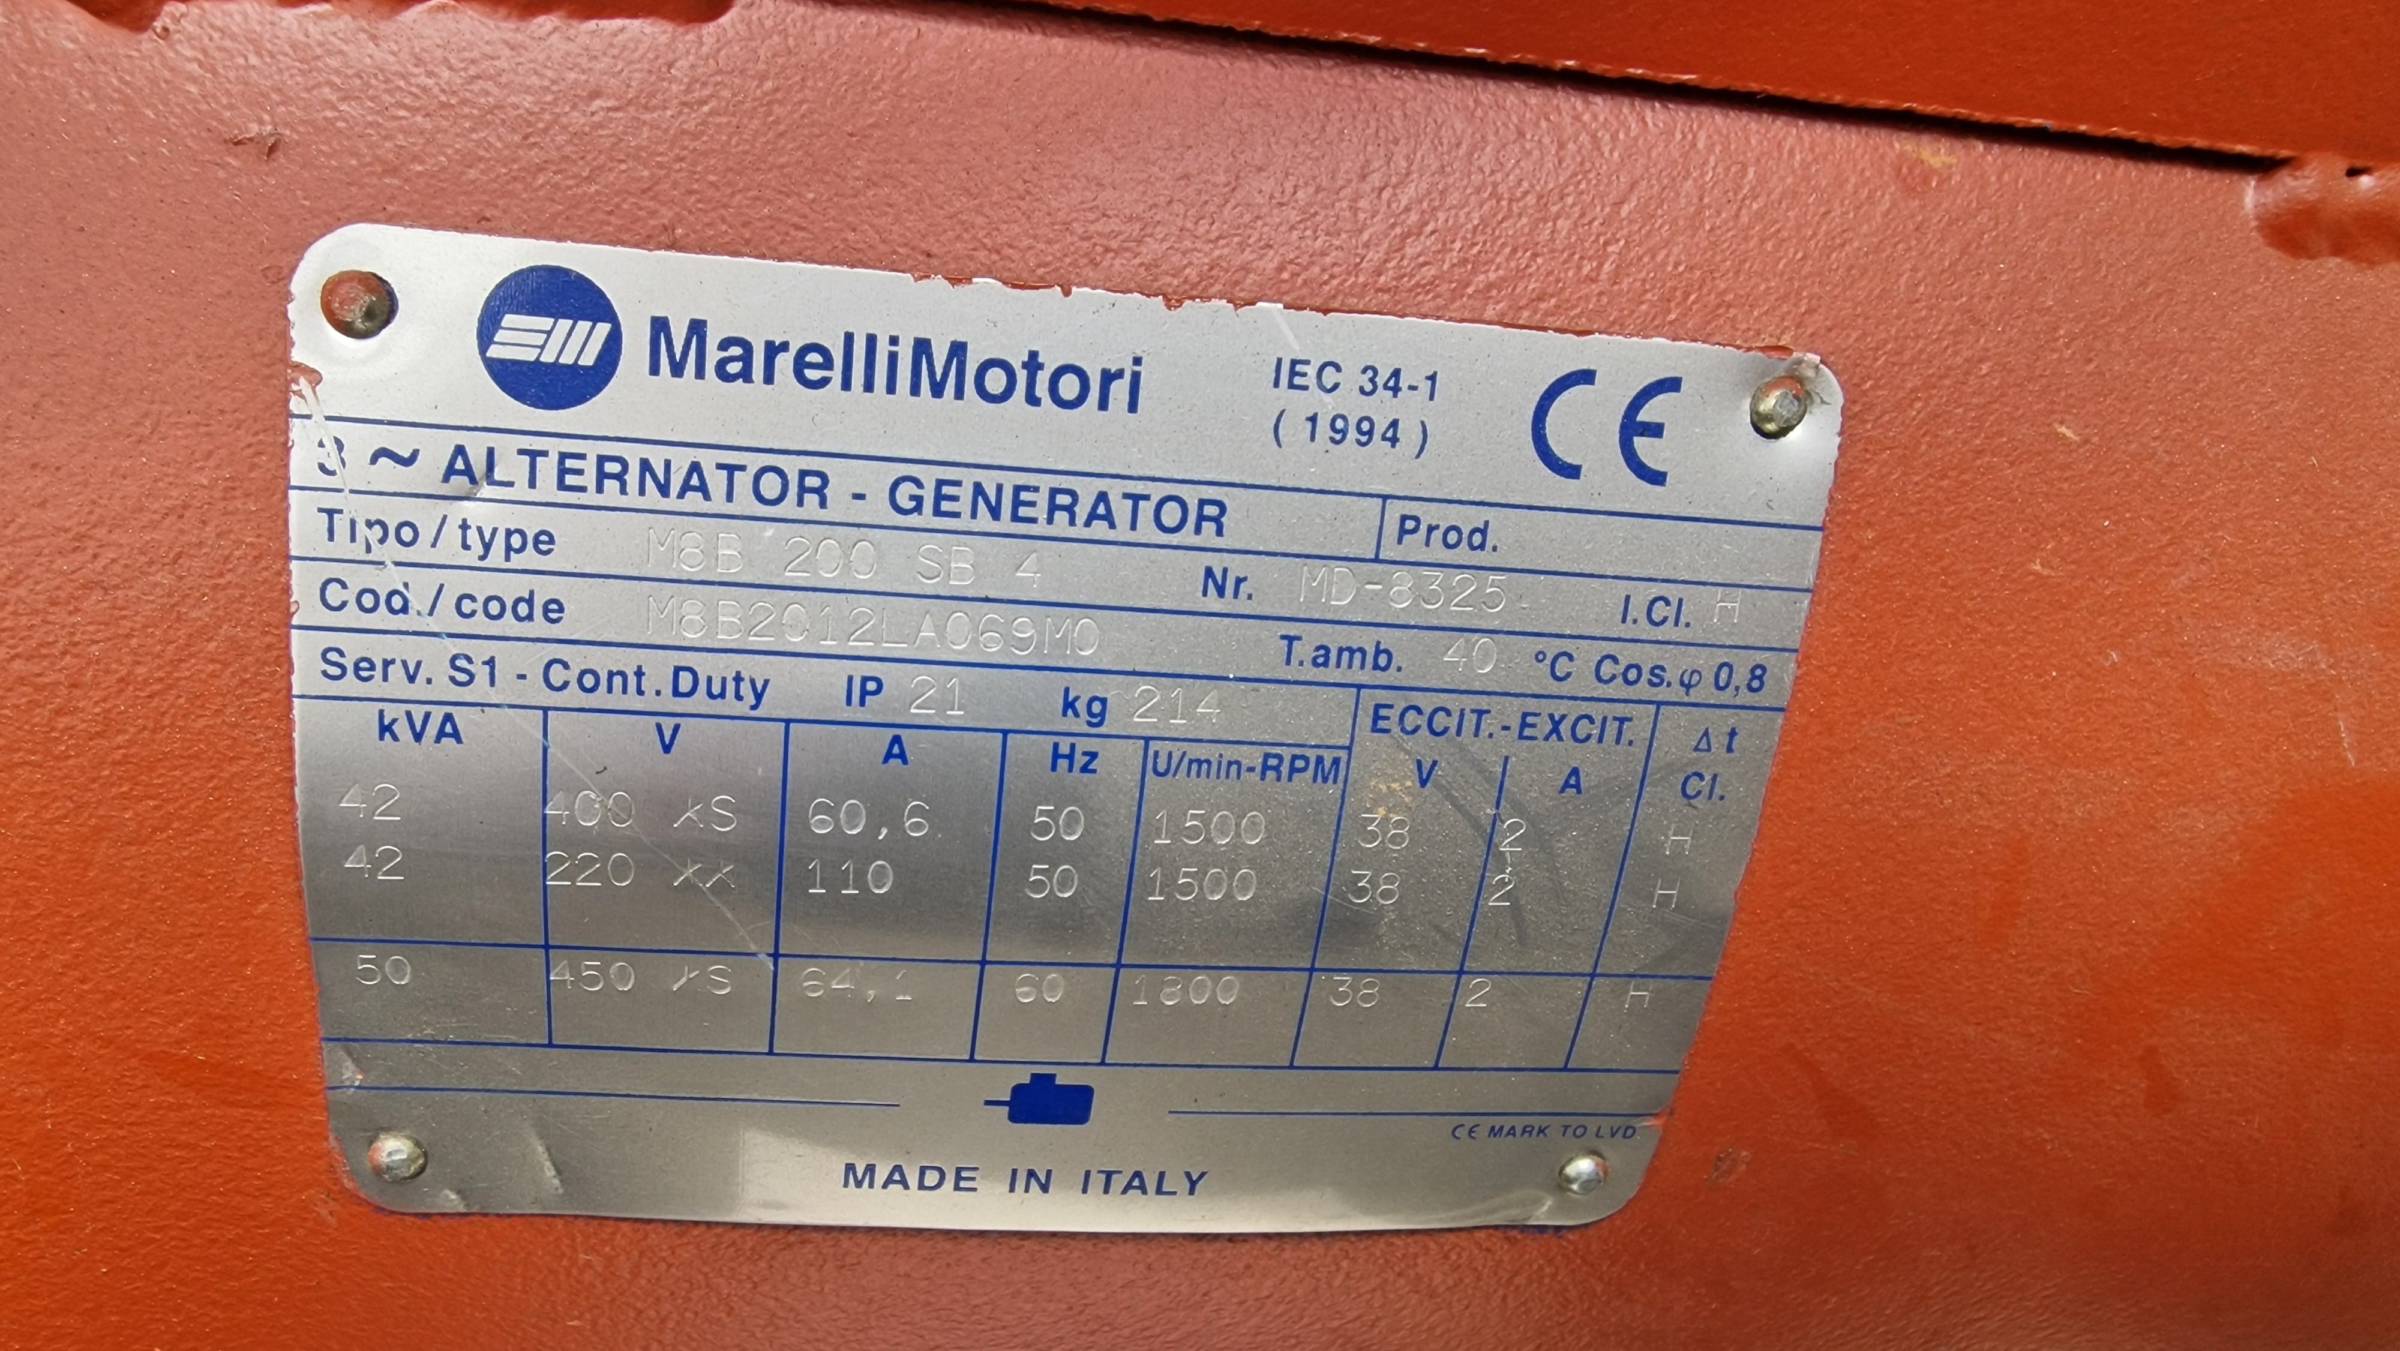 MarelliMotori
IEC 34-1
(1994)
CE
3 ~ ALTERNATOR - GENERATOR
Prod.
Tipo/type M8B 200 SB 4 Nr. MD-8325 I.Cl. H
Cod./code M8B2012LA069M0 T.amb. 40 °C Cos.φ 0,8
Serv. S1 - Cont. Duty IP 21 kg 214 ECCIT.-EXCIT. Δt
kVA V A Hz U/min-RPM V A Cl.
42 400 xS 60,6 50 1500 38 2 H
42 220 xx 110 50 1500 38 2 H
50 450 xS 64,1 60 1800 38 2 H
CE MARK TO LVD
MADE IN ITALY